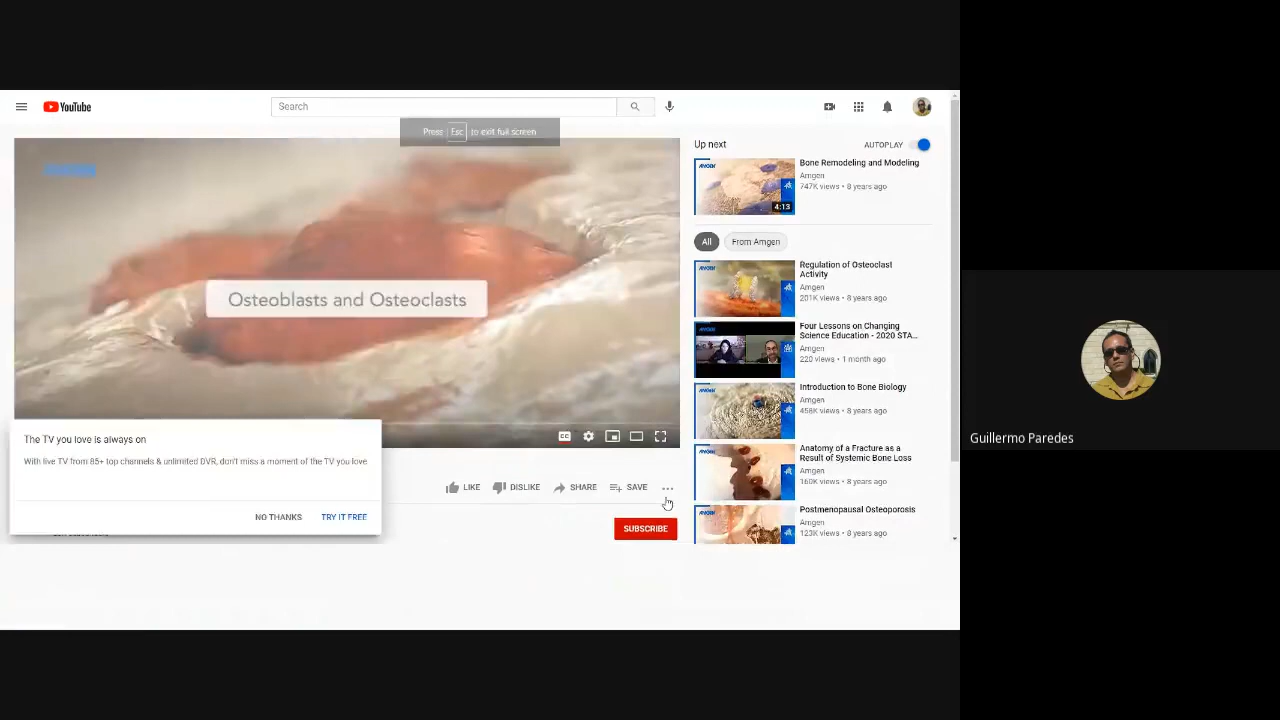 YouTube
Search
Press Esc to exit full screen
Osteoblasts and Osteoclasts
The TV you love is always on
With live TV from 85+ top channels & unlimited DVR, don't miss a moment of the TV you love
NO THANKS TRY IT FREE
LIKE DISLIKE SHARE SAVE
SUBSCRIBE
Up next AUTOPLAY
AMGEN
4:13
Bone Remodeling and Modeling
Amgen
747K views • 8 years ago
All From Amgen
Regulation of Osteoclast
Activity
Amgen
201K views • 8 years ago
Four Lessons on Changing
Science Education - 2020 STA...
Amgen
220 views • 1 month ago
Introduction to Bone Biology
Amgen
456K views • 8 years ago
Anatomy of a Fracture as a
Result of Systemic Bone Loss
Amgen
160K views • 8 years ago
Postmenopausal Osteoporosis
Amgen
123K views • 8 years ago
Guillermo Paredes